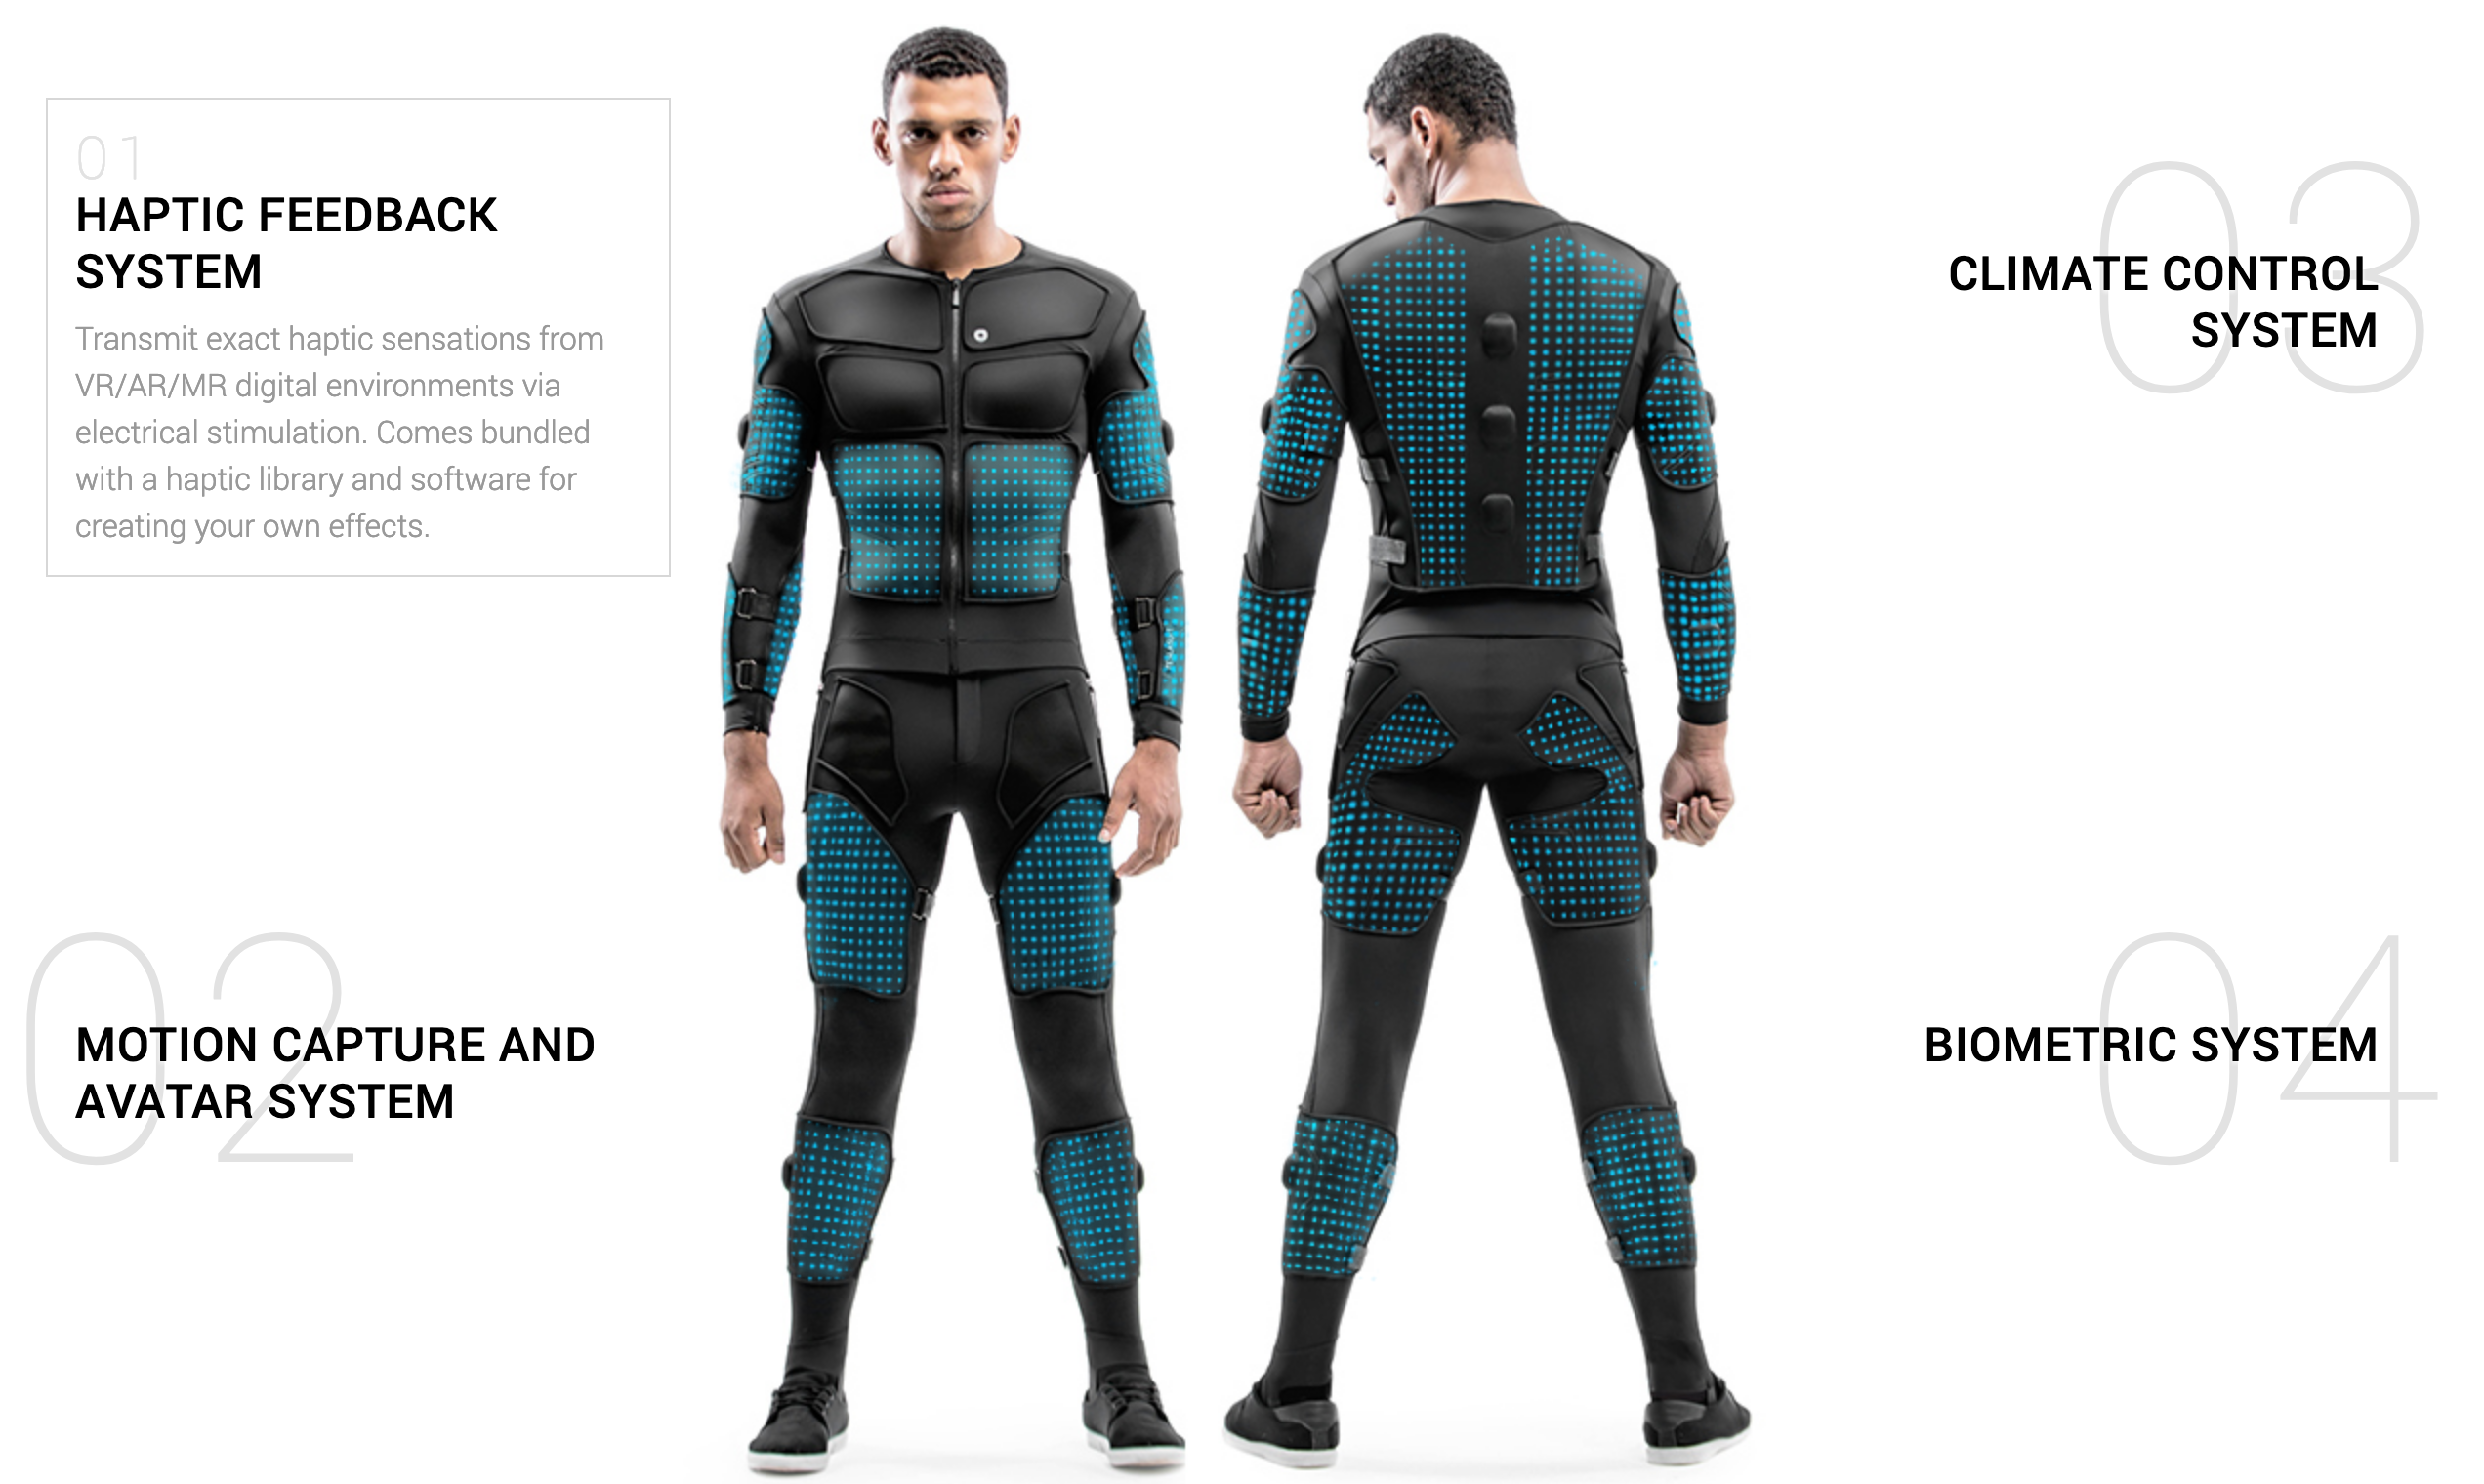 01
HAPTIC FEEDBACK
SYSTEM
Transmit exact haptic sensations from
VR/AR/MR digital environments via
electrical stimulation. Comes bundled
with a haptic library and software for
creating your own effects.
02
MOTION CAPTURE AND
AVATAR SYSTEM
03
CLIMATE CONTROL
SYSTEM
04
BIOMETRIC SYSTEM